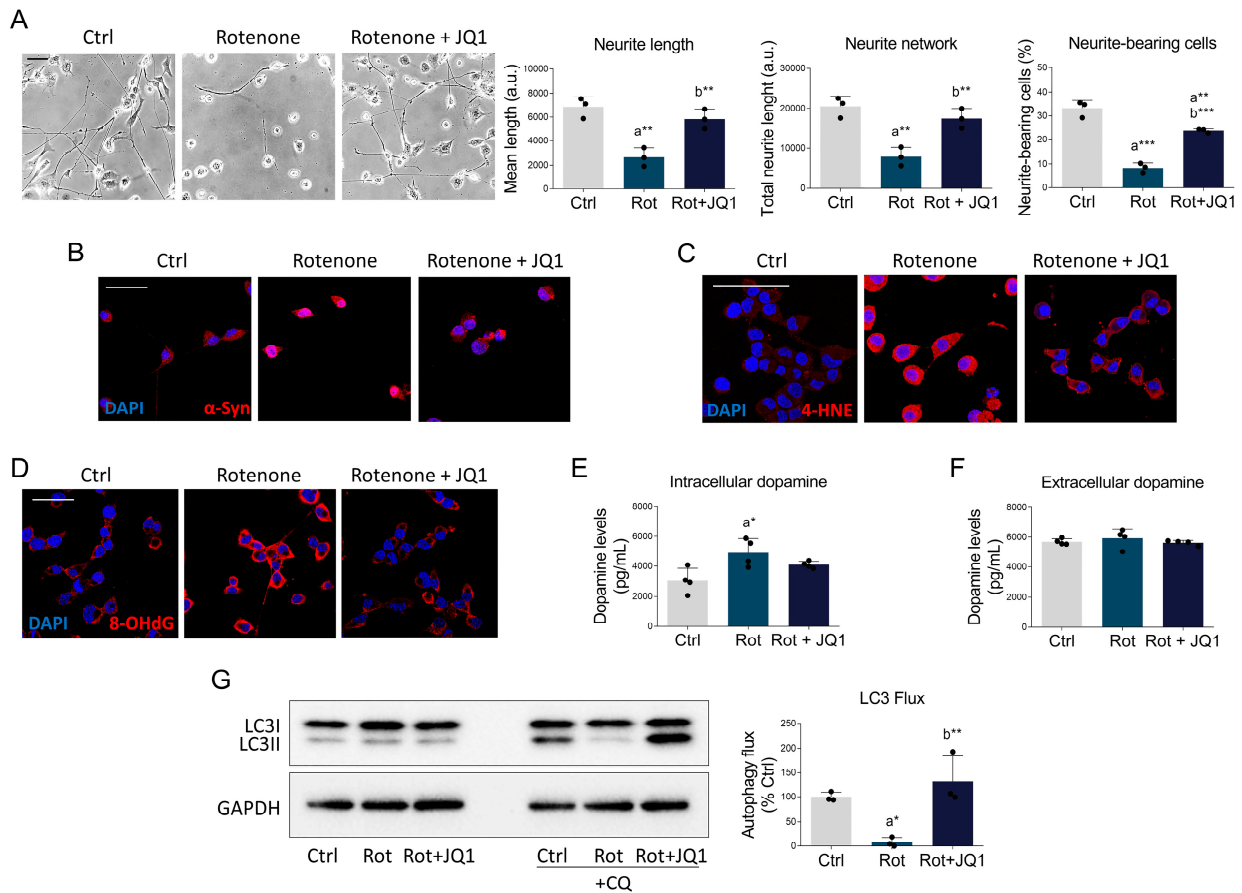 A
Ctrl
Rotenone
Rotenone + JQ1
Neurite length
Mean length (a.u.)
10000
8000
6000
4000
2000
0
a**
b**
Ctrl
Rot
Rot+JQ1
Neurite network
Total neurite lenght (a.u.)
30000
20000
10000
0
a**
b**
Ctrl
Rot
Rot + JQ1
Neurite-bearing cells
Neurite-bearing cells (%)
50
40
30
20
10
0
a***
a**
b***
Ctrl
Rot
Rot+JQ1
B
Ctrl
Rotenone
Rotenone + JQ1
DAPI
α-Syn
C
Ctrl
Rotenone
Rotenone + JQ1
DAPI
4-HNE
D
Ctrl
Rotenone
Rotenone + JQ1
DAPI
8-OHdG
E
Intracellular dopamine
Dopamine levels
(pg/mL)
8000
6000
4000
2000
0
a*
Ctrl
Rot
Rot + JQ1
F
Extracellular dopamine
Dopamine levels
(pg/mL)
8000
6000
4000
2000
0
Ctrl
Rot
Rot + JQ1
G
LC3I
LC3II
GAPDH
Ctrl
Rot
Rot+JQ1
Ctrl
Rot
Rot+JQ1
+CQ
LC3 Flux
Autophagy flux
(% Ctrl)
250
200
150
100
50
0
a*
b**
Ctrl
Rot
Rot+JQ1